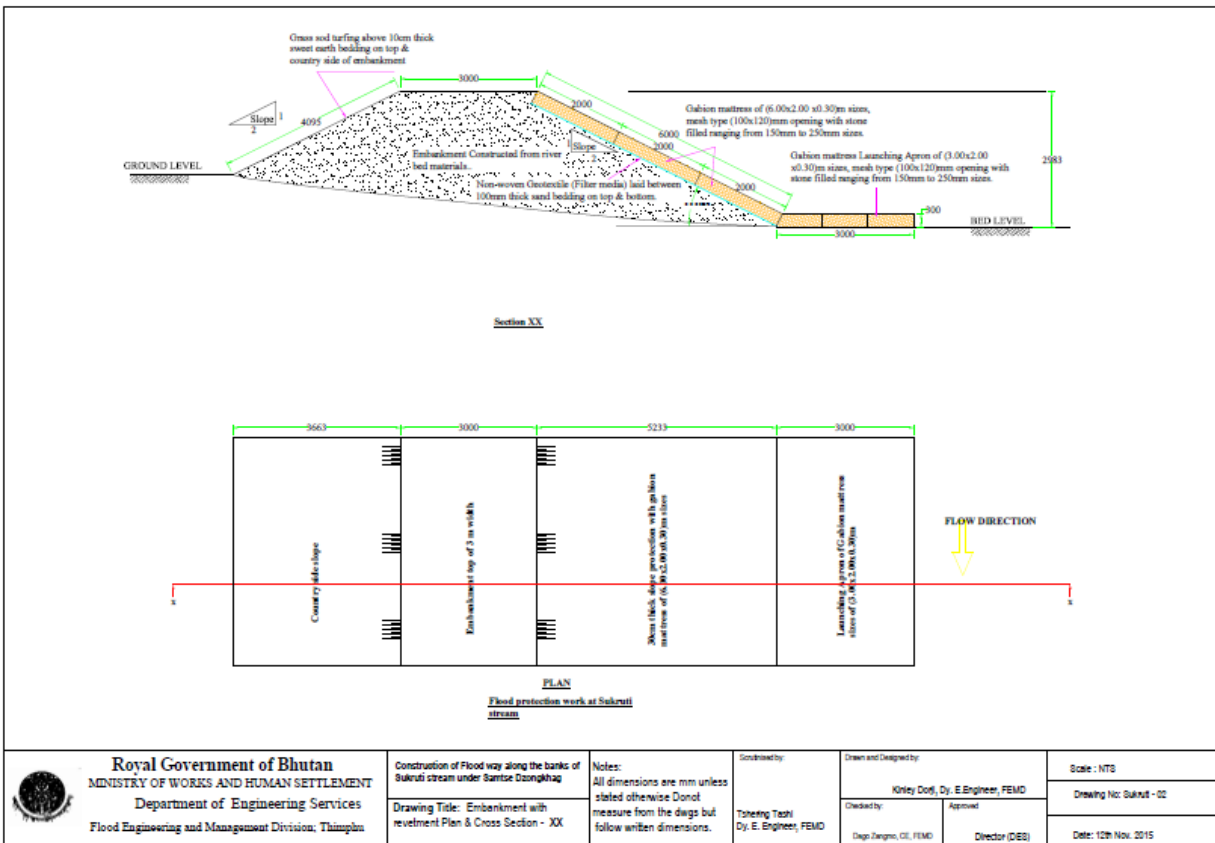 Grass sod turfing above 10cm thick
sweet earth bedding on top &
country side of embankment
3000
2000
Slope
1
2
4095
GROUND LEVEL
Gabion mattress of (6.00x2.00 x0.30)m sizes,
mesh type (100x120)mm opening with stone
filled ranging from 150mm to 250mm sizes.
6000
1
Slope
2
2000
Embankment Constructed from river
bed materials..
Non-woven Geotextile (Filter media) laid between
100mm thick sand bedding on top & bottom.
2000
Gabion mattress Launching Apron of (3.00x2.00
x0.30)m sizes, mesh type (100x120)mm opening with
stone filled ranging from 150mm to 250mm sizes.
2983
300
BED LEVEL
3000
Section XX
3663
3000
5233
3000
Country side slope
Embankment top of 3 m width
30cm thick slope protection with gabion
mattress of (6.00x2.00x0.30)m sizes
Launching Apron of Gabion mattress
sizes of (3.00x2.00x0.30)m
FLOW DIRECTION
x
x
PLAN
Flood protection work at Sukruti
stream
Royal Government of Bhutan
MINISTRY OF WORKS AND HUMAN SETTLEMENT
Department of Engineering Services
Flood Engineering and Management Division; Thimphu
Construction of Flood way along the banks of
Sukruti stream under Samtse Dzongkhag
Drawing Title: Embankment with
revetment Plan & Cross Section - XX
Notes:
All dimensions are mm unless
stated otherwise Donot
measure from the dwgs but
follow written dimensions.
Scrutinised by:
Tshering Tashi
Dy. E. Engineer, FEMD
Drawn and Designed by:
Kinley Dorji, Dy. E.Engineer, FEMD
Checked by:
Dago Zangmo, CE, FEMD
Approved
Director (DES)
Scale : NTS
Drawing No: Sukruti - 02
Date: 12th Nov. 2015